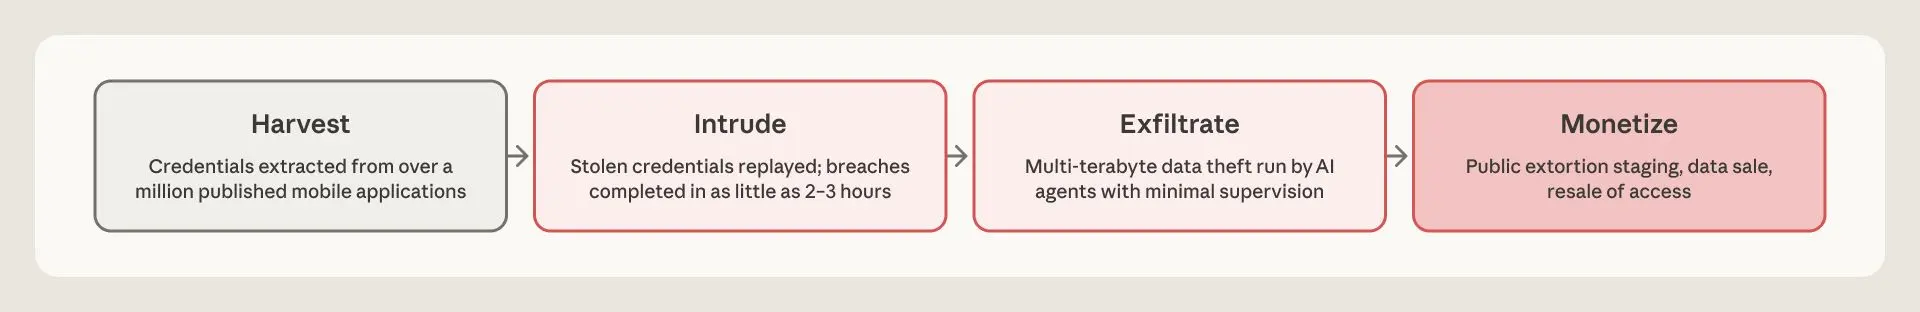 Harvest
Credentials extracted from over a
million published mobile applications
Intrude
Stolen credentials replayed; breaches
completed in as little as 2–3 hours
Exfiltrate
Multi-terabyte data theft run by AI
agents with minimal supervision
Monetize
Public extortion staging, data sale,
resale of access